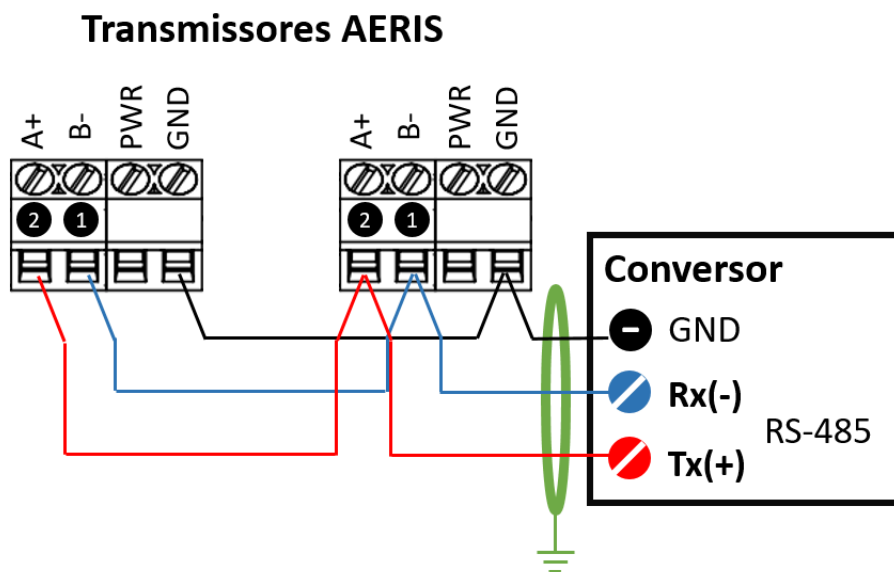 Transmissores AERIS
A+ B- PWR GND
A+ B- PWR GND
2 1
2 1
Conversor
- GND
Rx(-)
RS-485
Tx(+)